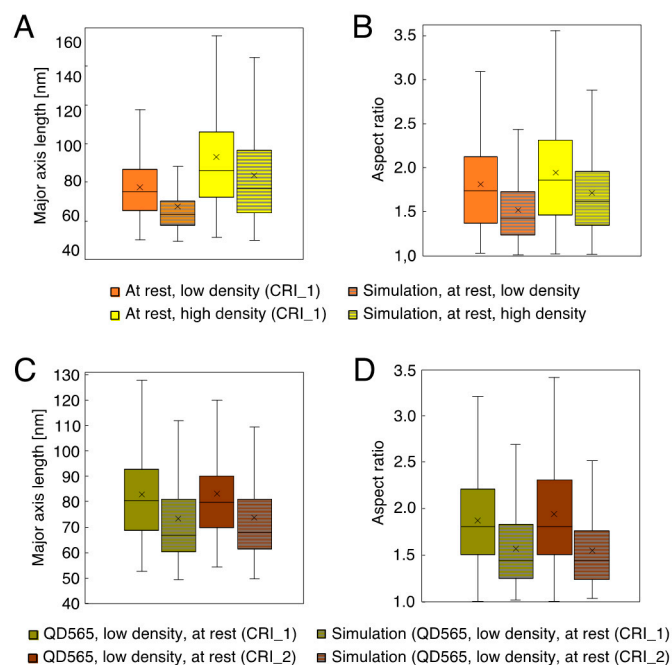 A
B
Major axis length [nm]
160
140
120
100
80
60
40
Aspect ratio
3.5
3.0
2.5
2.0
1.5
1,0
At rest, low density (CRI_1)
Simulation, at rest, low density
At rest, high density (CRI_1)
Simulation, at rest, high density
C
D
Major axis length [nm]
130
120
110
100
90
80
70
60
50
40
Aspect ratio
3.5
3.0
2.5
2.0
1.5
1.0
QD565, low density, at rest (CRI_1)
Simulation (QD565, low density, at rest (CRI_1)
QD565, low density, at rest (CRI_2)
Simulation (QD565, low density, at rest (CRI_2